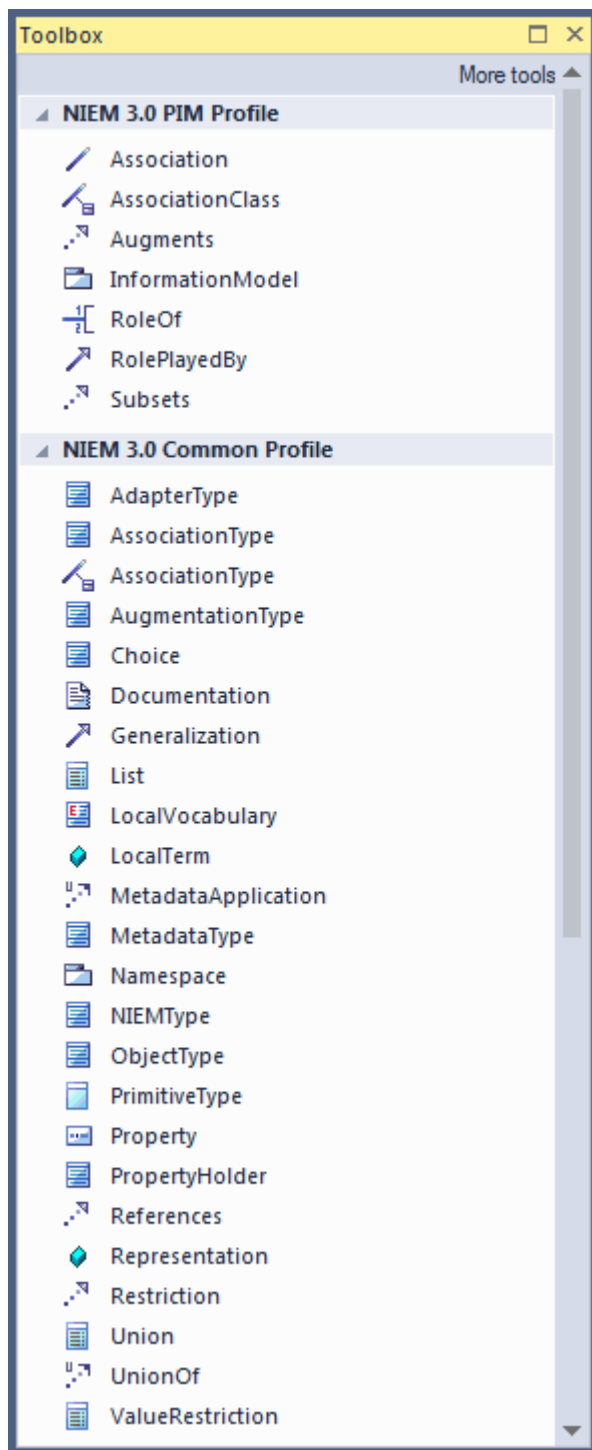 Toolbox
More tools
NIEM 3.0 PIM Profile
Association
AssociationClass
Augments
InformationModel
RoleOf
RolePlayedBy
Subsets
NIEM 3.0 Common Profile
AdapterType
AssociationType
AssociationType
AugmentationType
Choice
Documentation
Generalization
List
LocalVocabulary
LocalTerm
MetadataApplication
MetadataType
Namespace
NIEMType
ObjectType
PrimitiveType
Property
PropertyHolder
References
Representation
Restriction
Union
UnionOf
ValueRestriction